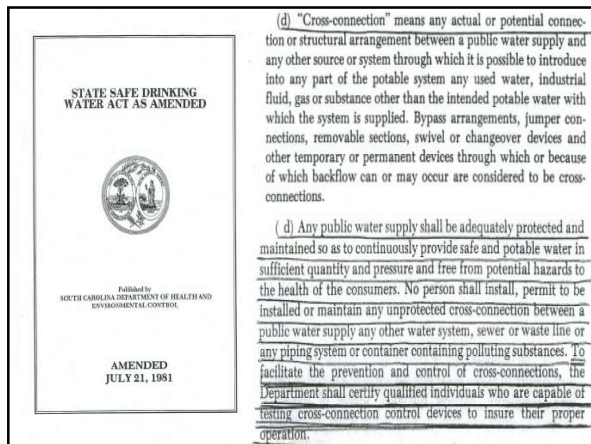 STATE SAFE DRINKING
WATER ACT AS AMENDED
Published by
SOUTH CAROLINA DEPARTMENT OF HEALTH AND
ENVIRONMENTAL CONTROL
AMENDED
JULY 21, 1981
(d) “Cross-connection” means any actual or potential connec-
tion or structural arrangement between a public water supply and
any other source or system through which it is possible to introduce
into any part of the potable system any used water, industrial
fluid, gas or substance other than the intended potable water with
which the system is supplied. Bypass arrangements, jumper con-
nections, removable sections, swivel or changeover devices and
other temporary or permanent devices through which or because
of which backflow can or may occur are considered to be cross-
connections.
(d) Any public water supply shall be adequately protected and
maintained so as to continuously provide safe and potable water in
sufficient quantity and pressure and free from potential hazards to
the health of the consumers. No person shall install, permit to be
installed or maintain any unprotected cross-connection between a
public water supply any other water system, sewer or waste line or
any piping system or container containing polluting substances. To
facilitate the prevention and control of cross-connections, the
Department shall certify qualified individuals who are capable of
testing cross-connection control devices to insure their proper
operation.